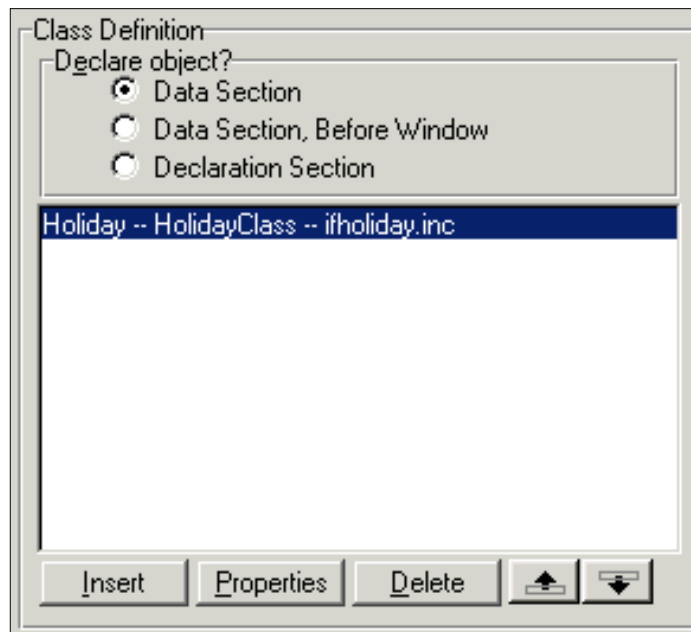 Class Definition
Declare object?
Data Section
Data Section, Before Window
Declaration Section
Holiday -- HolidayClass -- ifholiday.inc
Insert Properties Delete